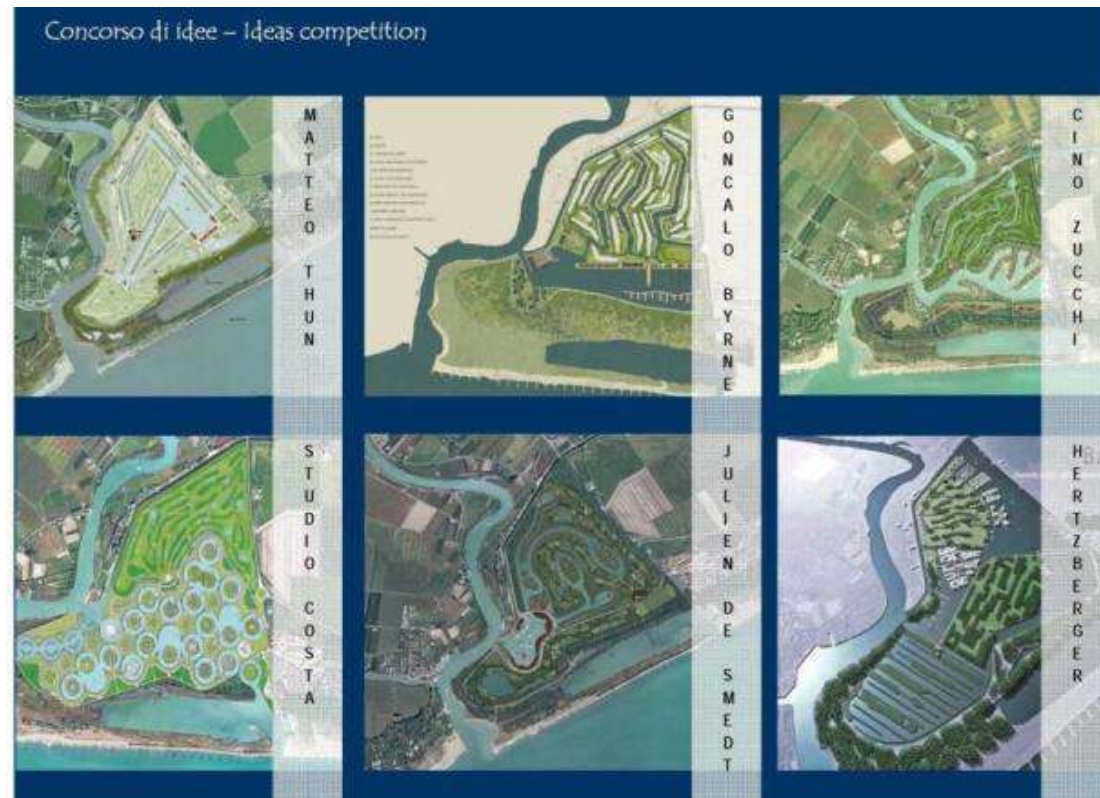 Concorso di idee – Ideas competition
MATTEO THUN
GONCALO BYRNE
CINO ZUCCHI
STUDIO COSTA
JULIEN DE SMEDT
HERTZBERGER